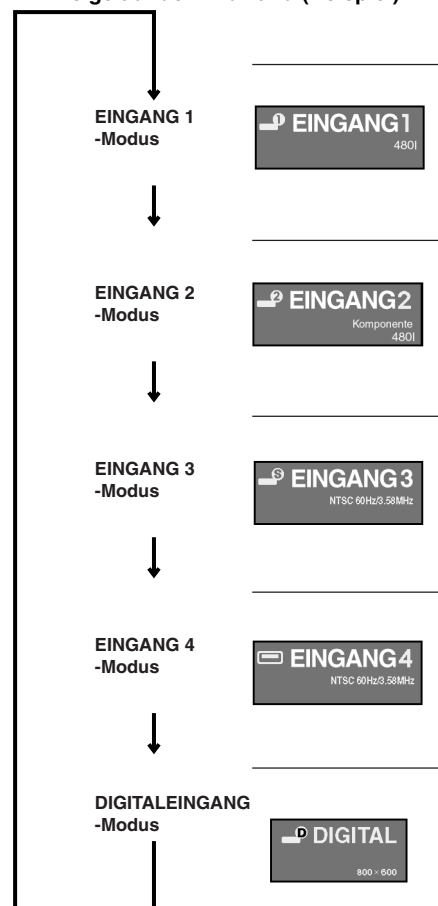 EINGANG 1
-Modus
EINGANG1
480I
EINGANG 2
-Modus
EINGANG2
Komponente
480I
EINGANG 3
-Modus
EINGANG3
NTSC 60Hz/3.58MHz
EINGANG 4
-Modus
EINGANG4
NTSC 60Hz/3.58MHz
DIGITALEINGANG
-Modus
DIGITAL
800 × 600